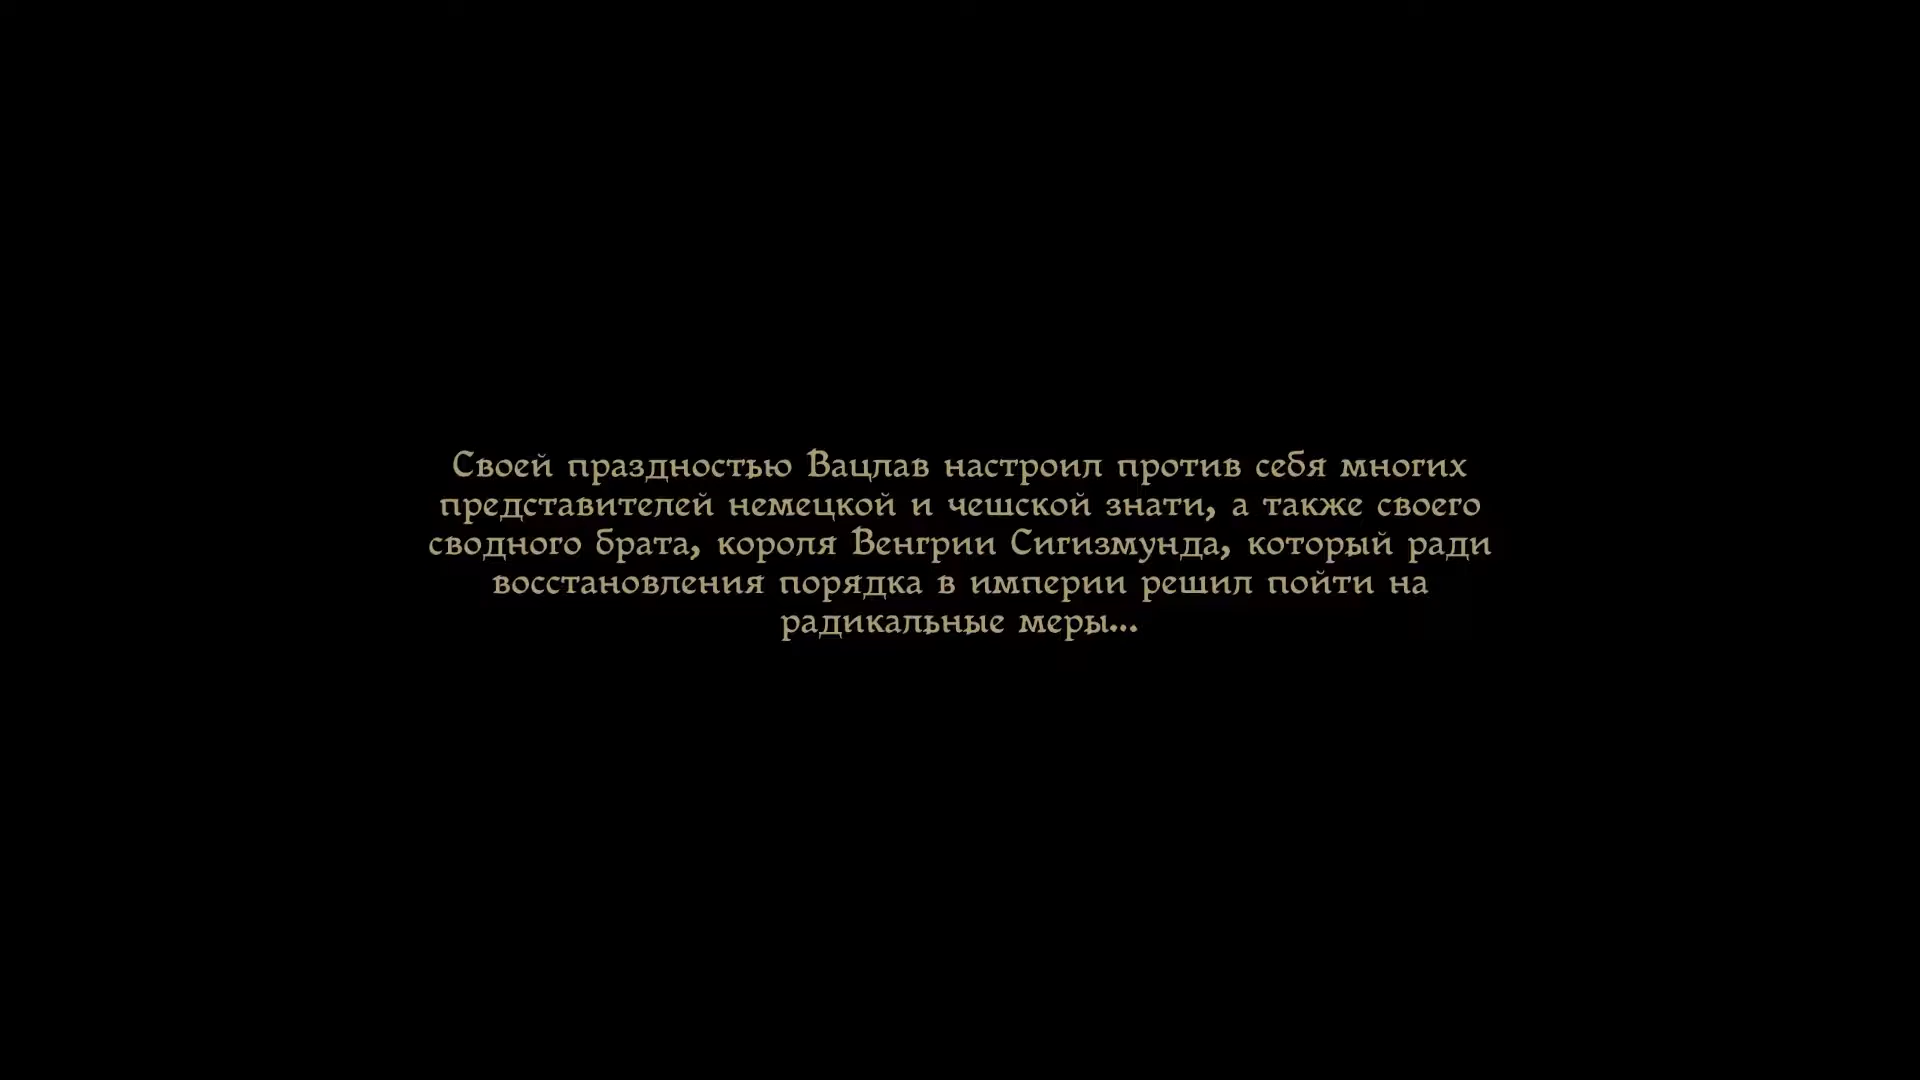 Своей праздностью Вацлав настроил против себя многих
представителей немецкой и чешской знати, а также своего
сводного брата, короля Венгрии Сигизмунда, который ради
восстановления порядка в империи решил пойти на
радикальные меры...